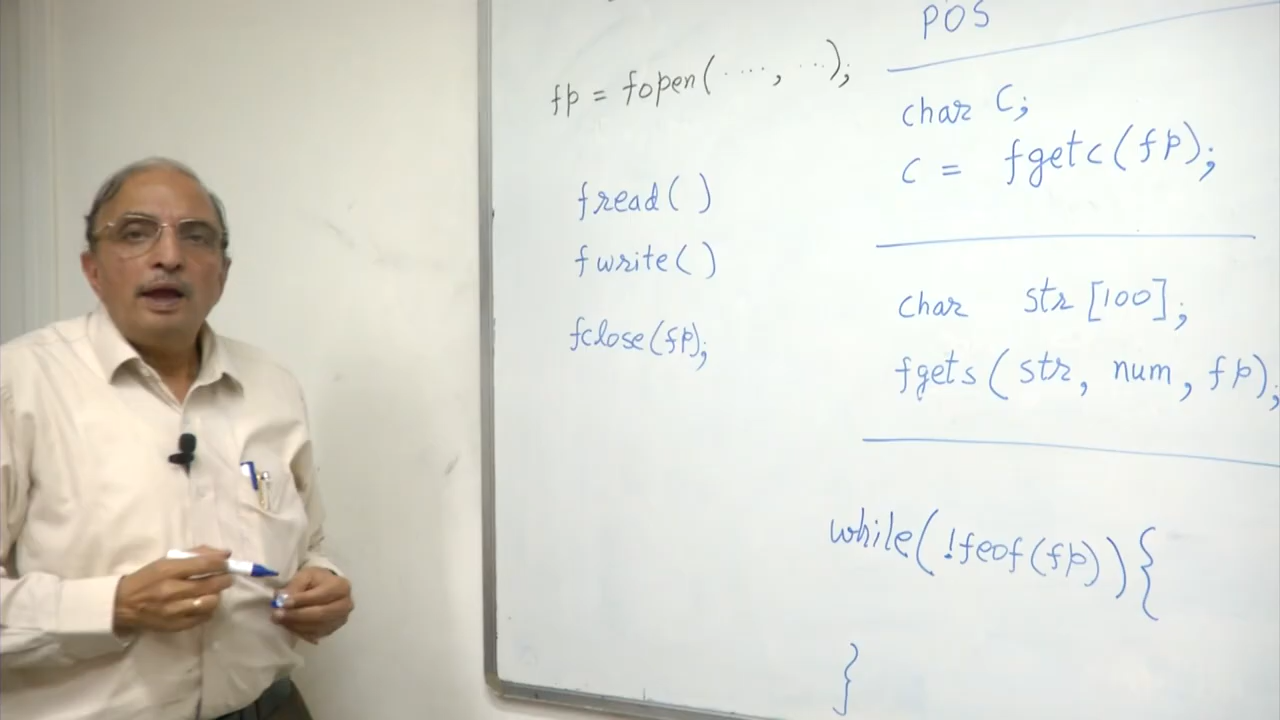 fp = fopen( ...., ...);
fread( )
fwrite( )
fclose(fp);
POS
char c;
c = fgetc(fp);
char str [100];
fgets(str, num, fp);
while( !feof(fp)){
}